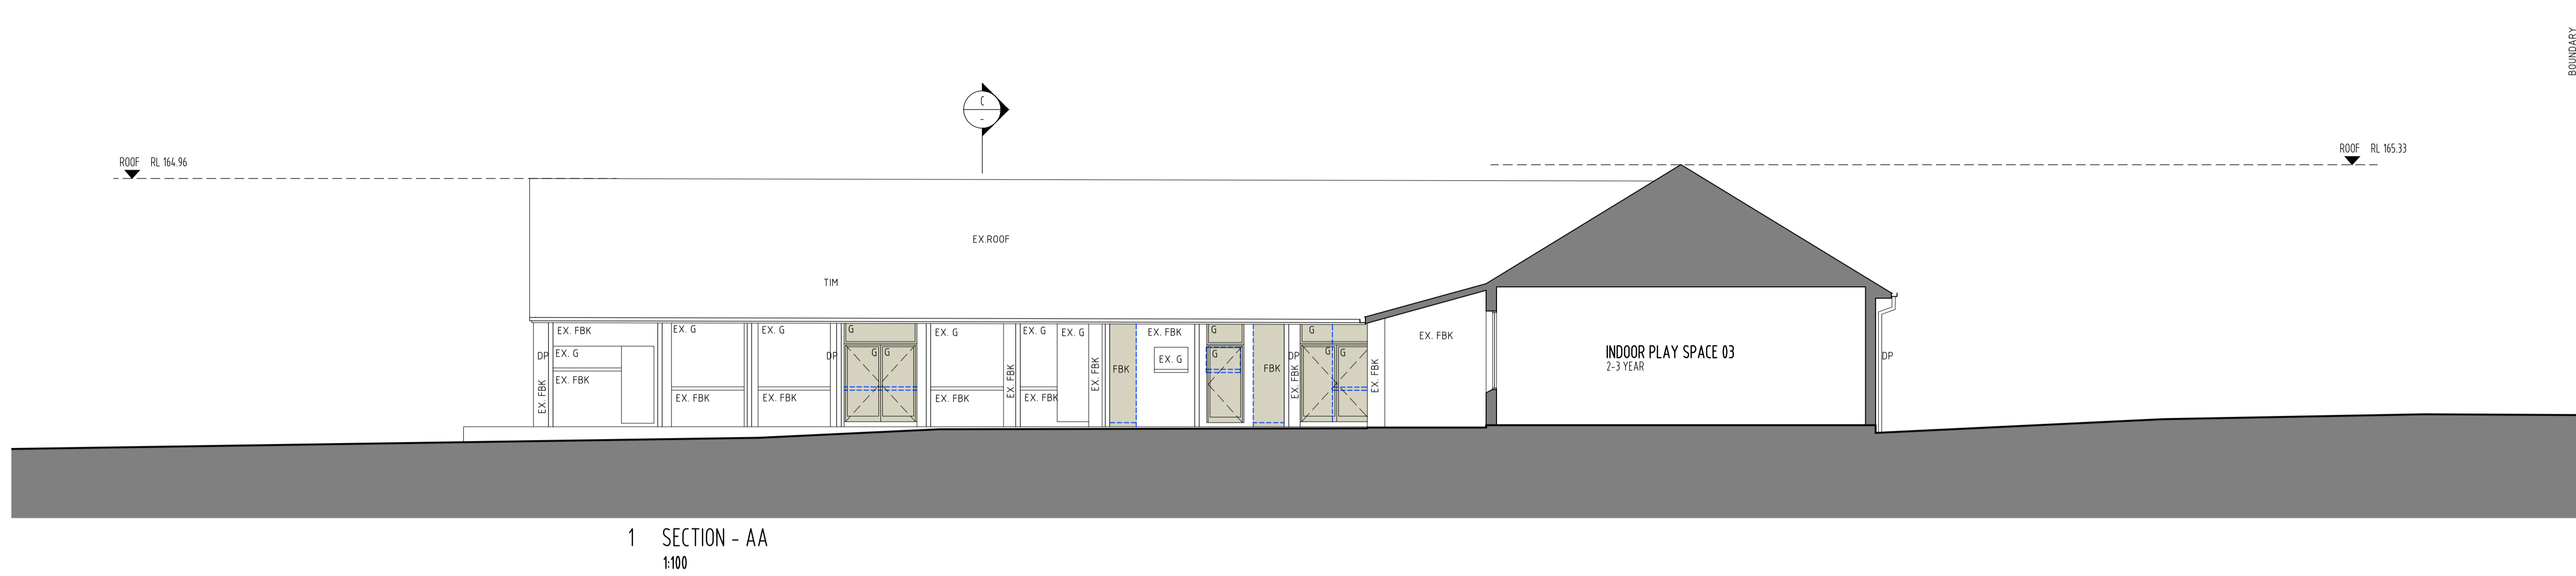 BOUNDARY
C
-
ROOF RL 164.96
ROOF RL 165.33
EX.ROOF
TIM
EX. FBK
EX. G
EX. G
G
EX. G
EX. G
EX. G
EX. FBK
G
G
EX. FBK
DP
EX. G
DP
G G
EX. G
G
DP
G G
INDOOR PLAY SPACE 03
2-3 YEAR
DP
EX. FBK
EX. FBK
EX. FBK
EX. FBK
EX. FBK
EX. FBK
EX. FBK
EX. FBK
EX. FBK
FBK
FBK
EX. FBK
EX. FBK
1 SECTION - AA
1:100